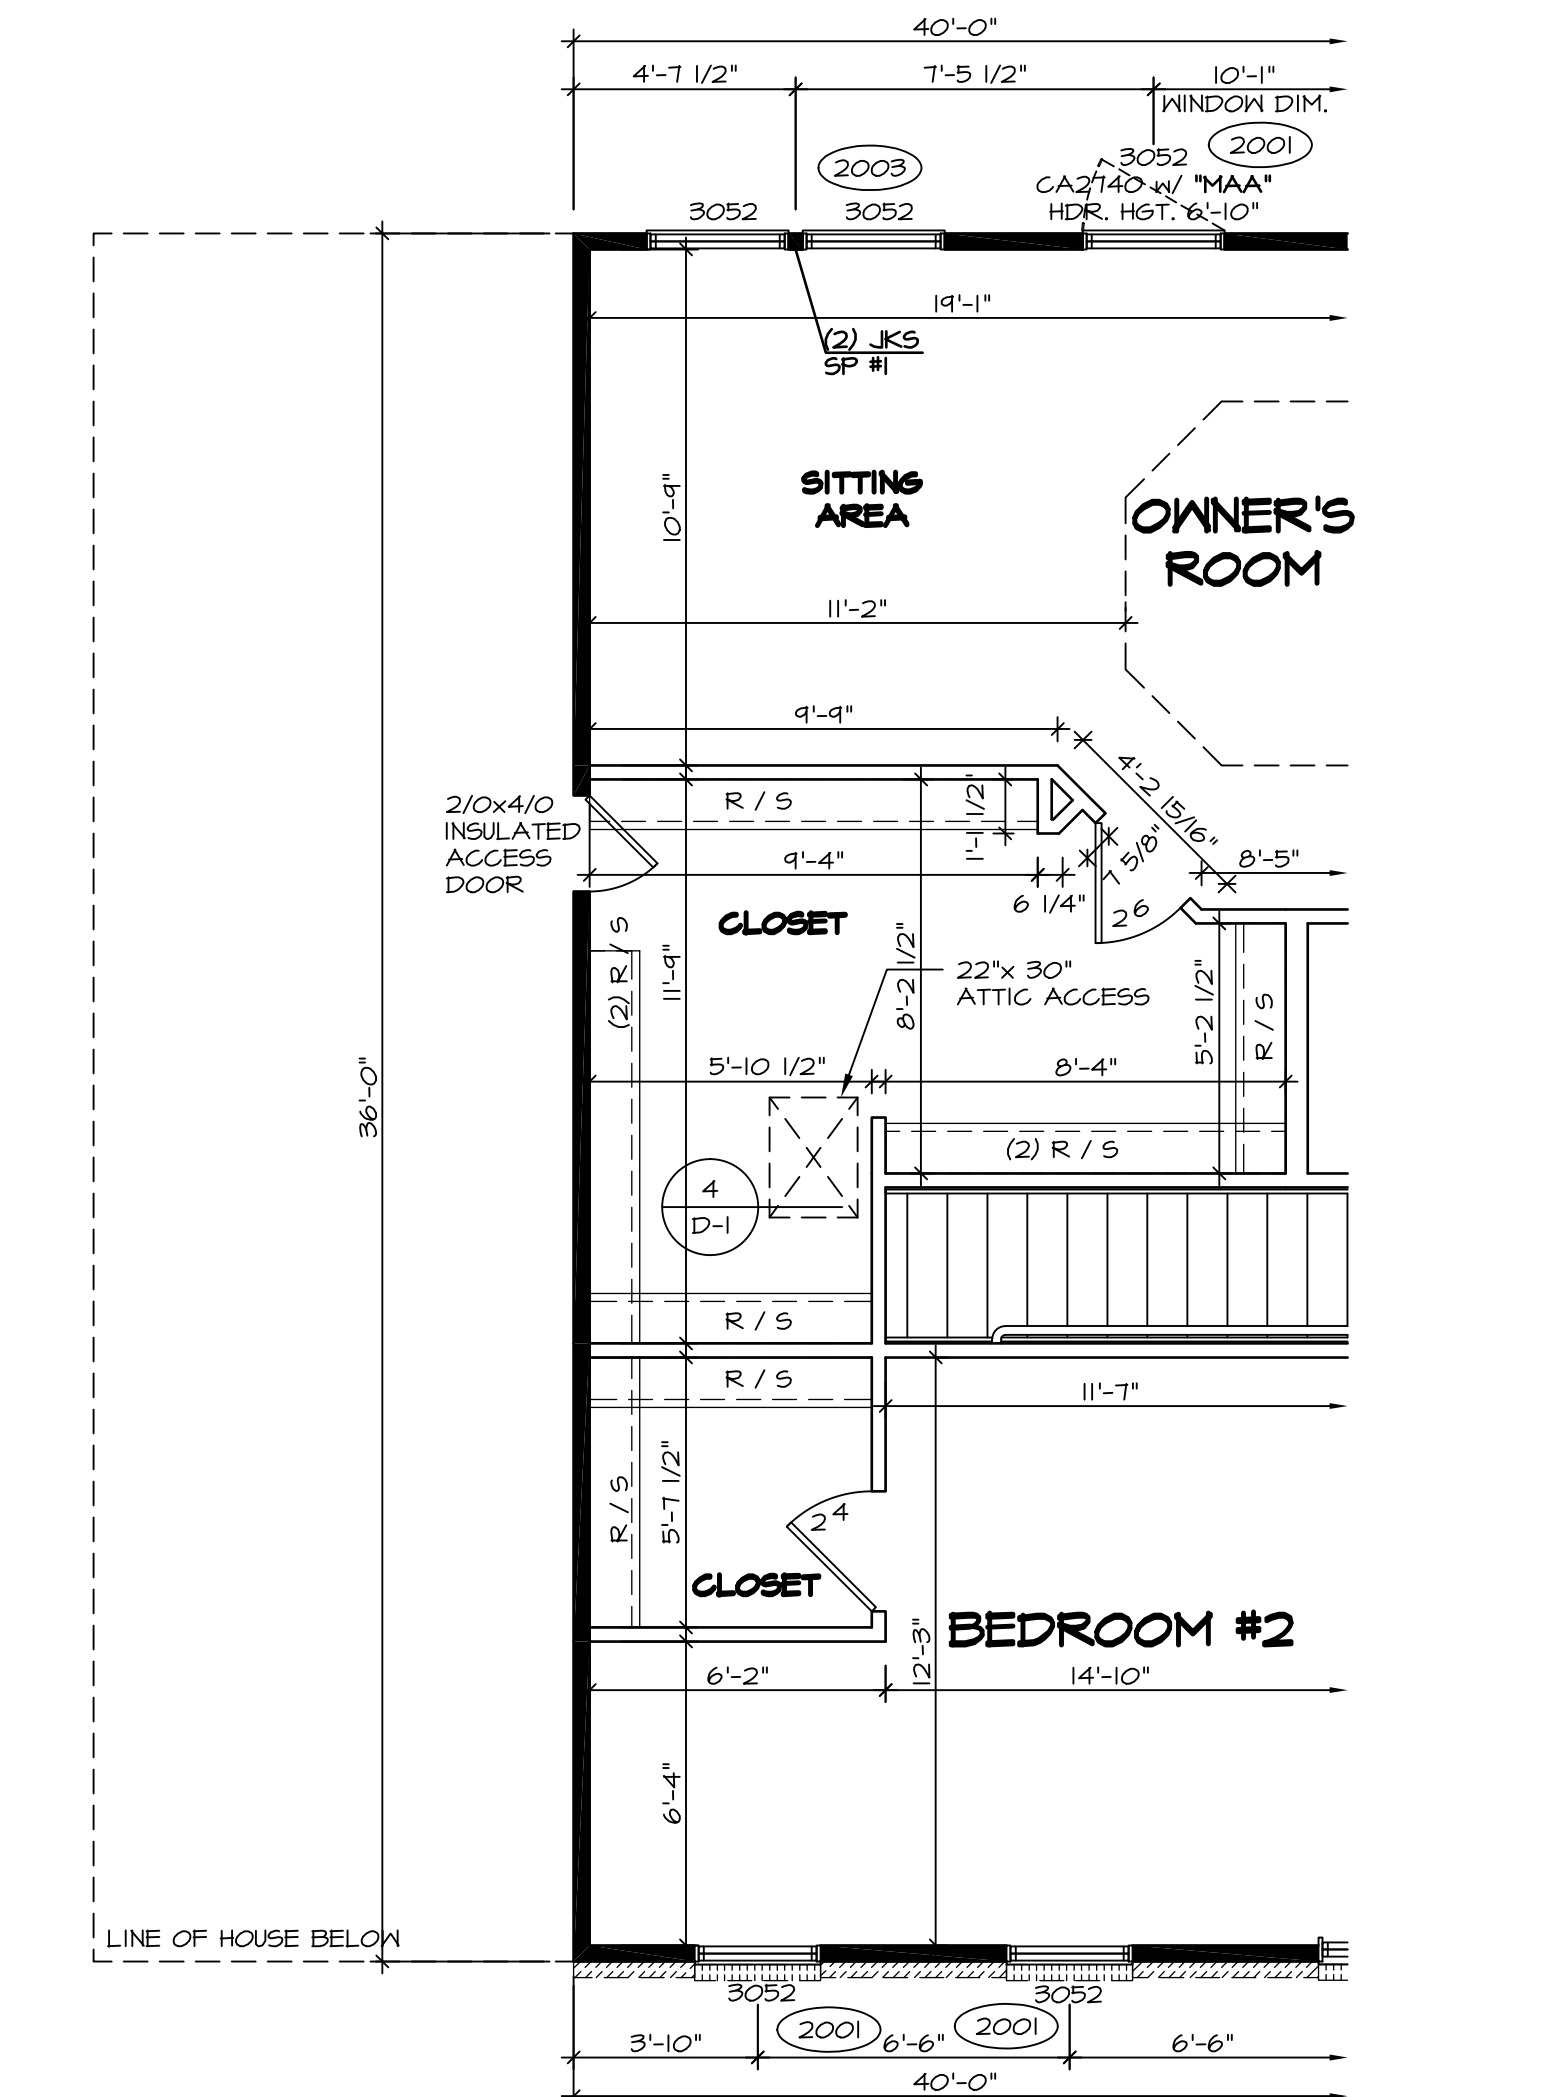 40'-0"
4'-7 1/2"
7'-5 1/2"
10'-1"
WINDOW DIM.
2003
3052
2001
CA2740 w/ "MAA"
HDR. HGT. 6'-10"
3052
3052
19'-1"
(2) JKS
SP #1
SITTING
AREA
OWNER'S
ROOM
10'-9"
11'-2"
9'-9"
4'-2 15/16"
2/0x4/0
INSULATED
ACCESS
DOOR
R / S
1'-1 1/2"
7 5/8"
9'-4"
8'-5"
6 1/4"
2 6
CLOSET
(2) R / S
11'-9"
8'-2 1/2"
22"x 30"
ATTIC ACCESS
5'-2 1/2"
R / S
5'-10 1/2"
8'-4"
36'-0"
(2) R / S
4
D-1
R / S
R / S
11'-7"
R / S
5'-7 1/2"
2 4
CLOSET
BEDROOM #2
12'-3"
6'-2"
14'-10"
6'-4"
LINE OF HOUSE BELOW
3052
3052
2001
2001
3'-10"
6'-6"
6'-6"
40'-0"